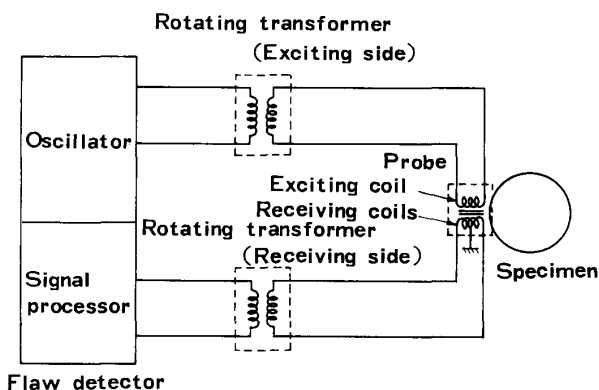 Rotating transformer
(Exciting side)
Oscillator
Probe
Exciting coil
Receiving coils
Rotating transformer
(Receiving side)
Signal
processor
Specimen
Flaw detector